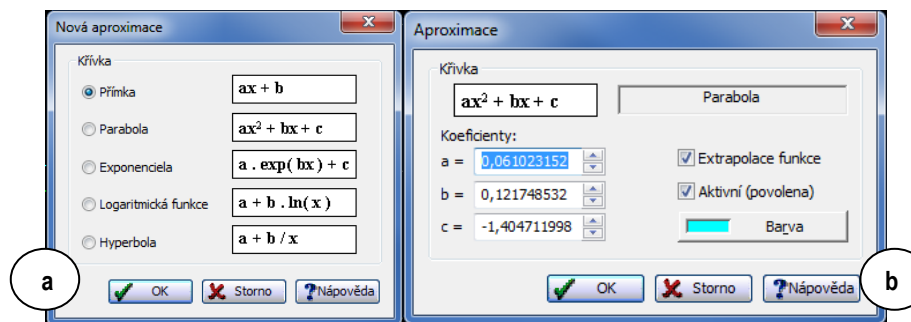 Nová aproximace
Křívka
Přímka
ax + b
Parabola
ax² + bx + c
Exponenciela
a . exp( bx ) + c
Logaritmická funkce
a + b . ln( x )
Hyperbola
a + b / x
a
OK
Storno
Nápověda
Aproximace
Křivka
ax² + bx + c
Parabola
Koeficienty:
a = 0,061023152
Extrapolace funkce
b = 0,121748532
Aktivní (povolena)
c = -1,404711998
Barva
OK
Storno
Nápověda
b